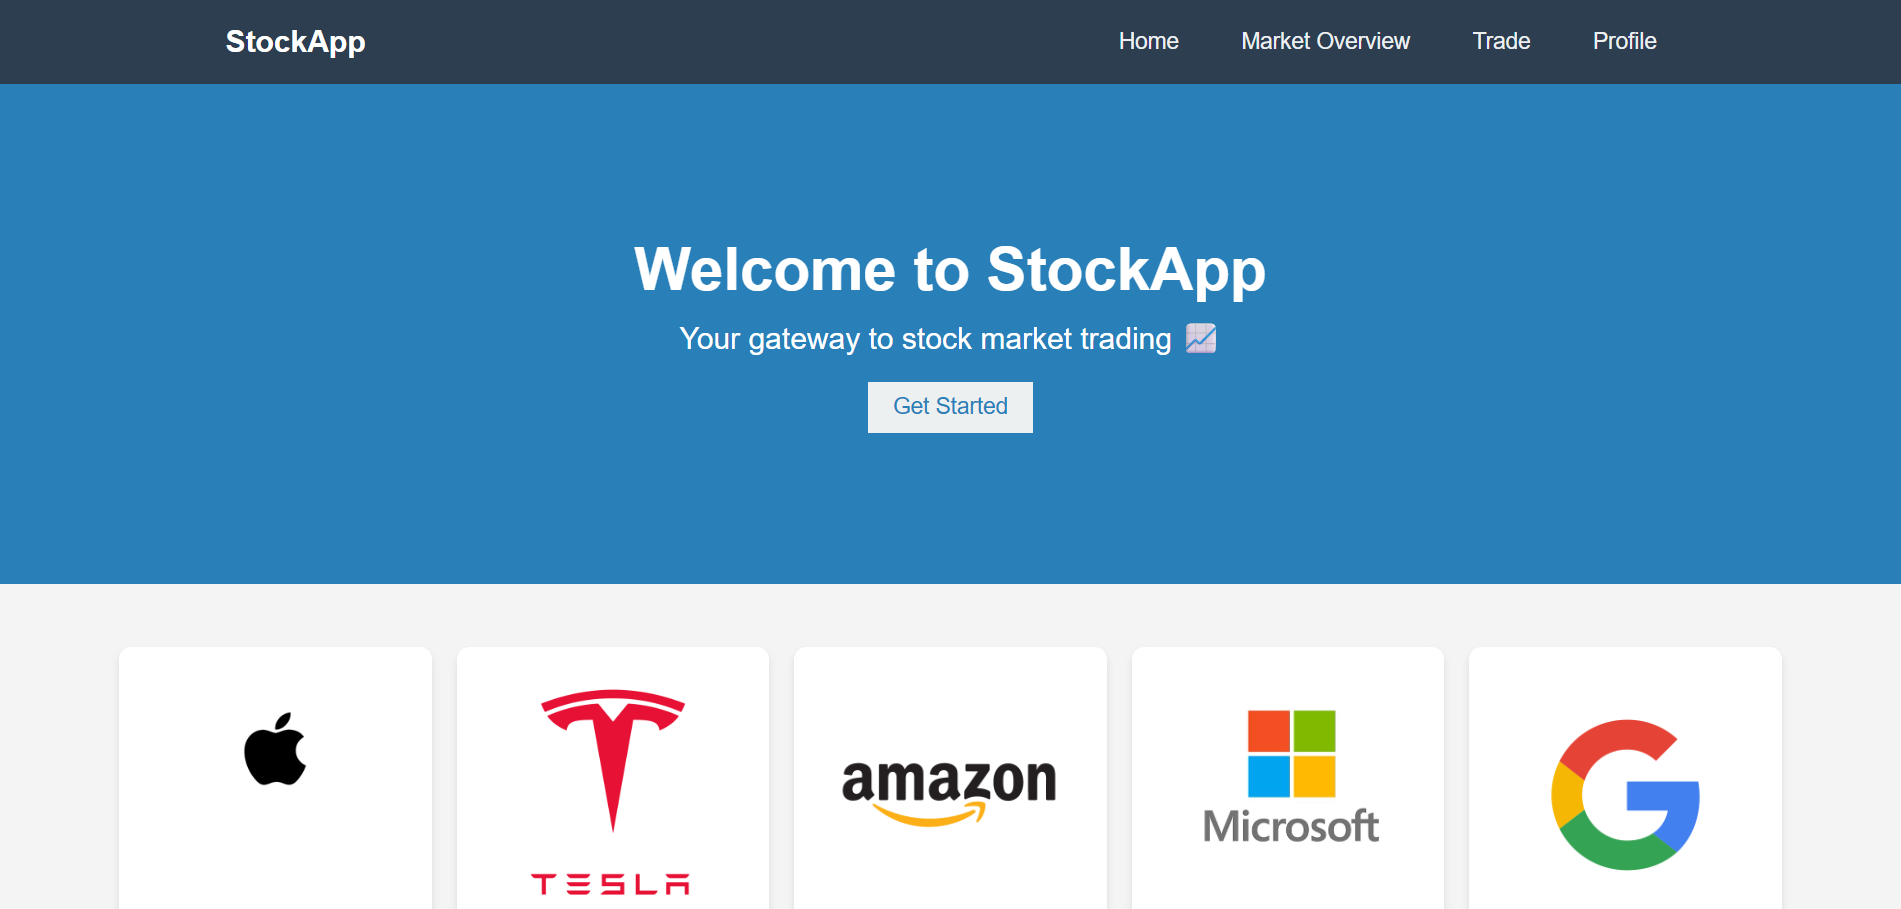 StockApp
Home
Market Overview
Trade
Profile
Welcome to StockApp
Your gateway to stock market trading
Get Started
TESLA
amazon
Microsoft